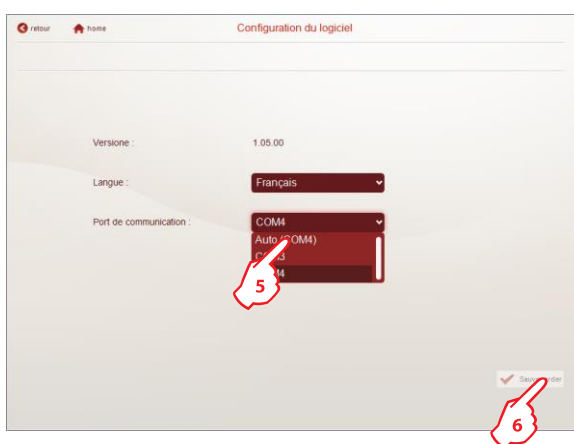 retour home Configuration du logiciel
Versione : 1.05.00
Langue : Français
Port de communication : COM4
Auto (COM4)
5
6